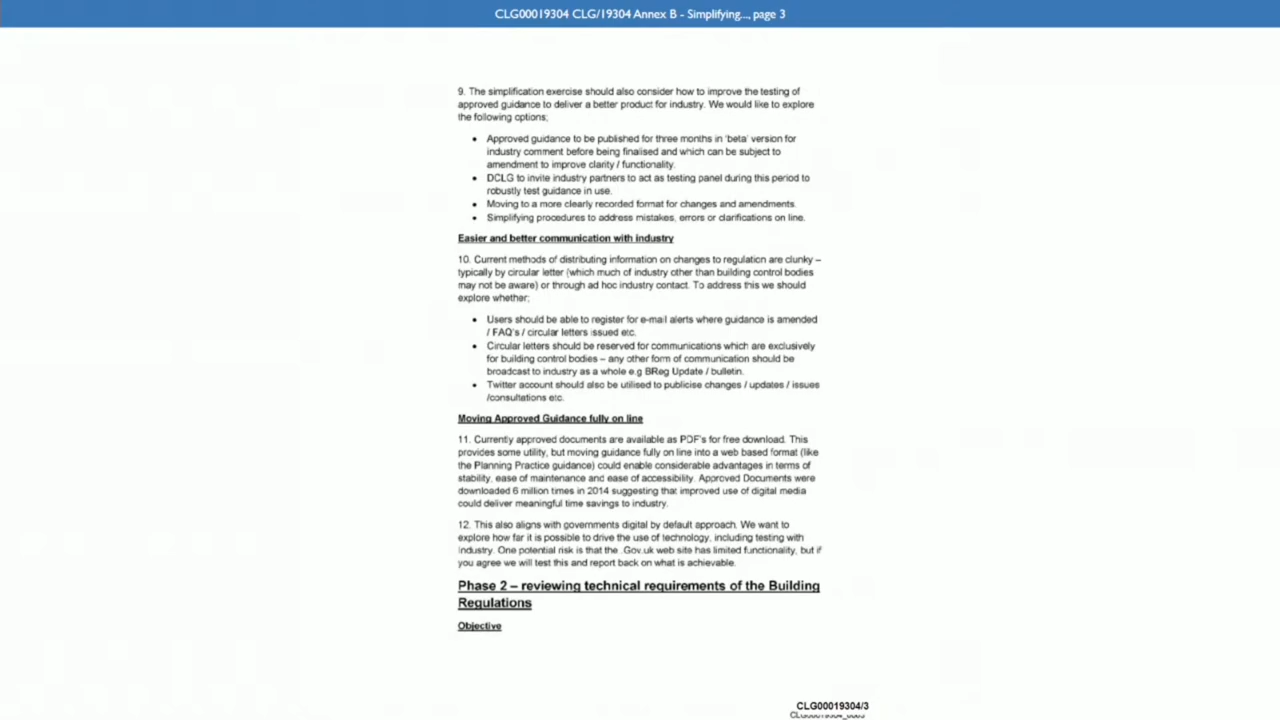 CLG00019304 CLG/19304 Annex B - Simplifying..., page 3
9. The simplification exercise should also consider how to improve the testing of
approved guidance to deliver a better product for industry. We would like to explore
the following options;
• Approved guidance to be published for three months in 'beta' version for
industry comment before being finalised and which can be subject to
amendment to improve clarity / functionality.
• DCLG to invite industry partners to act as testing panel during this period to
robustly test guidance in use.
• Moving to a more clearly recorded format for changes and amendments.
• Simplifying procedures to address mistakes, errors or clarifications on line.
Easier and better communication with industry
10. Current methods of distributing information on changes to regulation are clunky –
typically by circular letter (which much of industry other than building control bodies
may not be aware) or through ad hoc industry contact. To address this we should
explore whether;
• Users should be able to register for e-mail alerts where guidance is amended
/ FAQ's / circular letters issued etc.
• Circular letters should be reserved for communications which are exclusively
for building control bodies – any other form of communication should be
broadcast to industry as a whole e.g BReg Update / bulletin.
• Twitter account should also be utilised to publicise changes / updates / issues
/consultations etc.
Moving Approved Guidance fully on line
11. Currently approved documents are available as PDF's for free download. This
provides some utility, but moving guidance fully on line into a web based format (like
the Planning Practice guidance) could enable considerable advantages in terms of
stability, ease of maintenance and ease of accessibility. Approved Documents were
downloaded 6 million times in 2014 suggesting that improved use of digital media
could deliver meaningful time savings to industry.
12. This also aligns with governments digital by default approach. We want to
explore how far it is possible to drive the use of technology, including testing with
industry. One potential risk is that the .Gov.uk web site has limited functionality, but if
you agree we will test this and report back on what is achievable.
Phase 2 – reviewing technical requirements of the Building
Regulations
Objective
CLG00019304/3
CLG00019304_0003